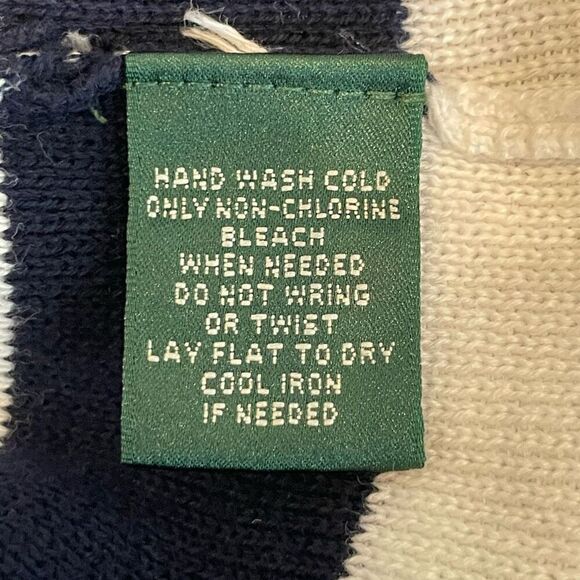 HAND WASH COLD
ONLY NON-CHLORINE
BLEACH
WHEN NEEDED
DO NOT WRING
OR TWIST
LAY FLAT TO DRY
COOL IRON
IF NEEDED